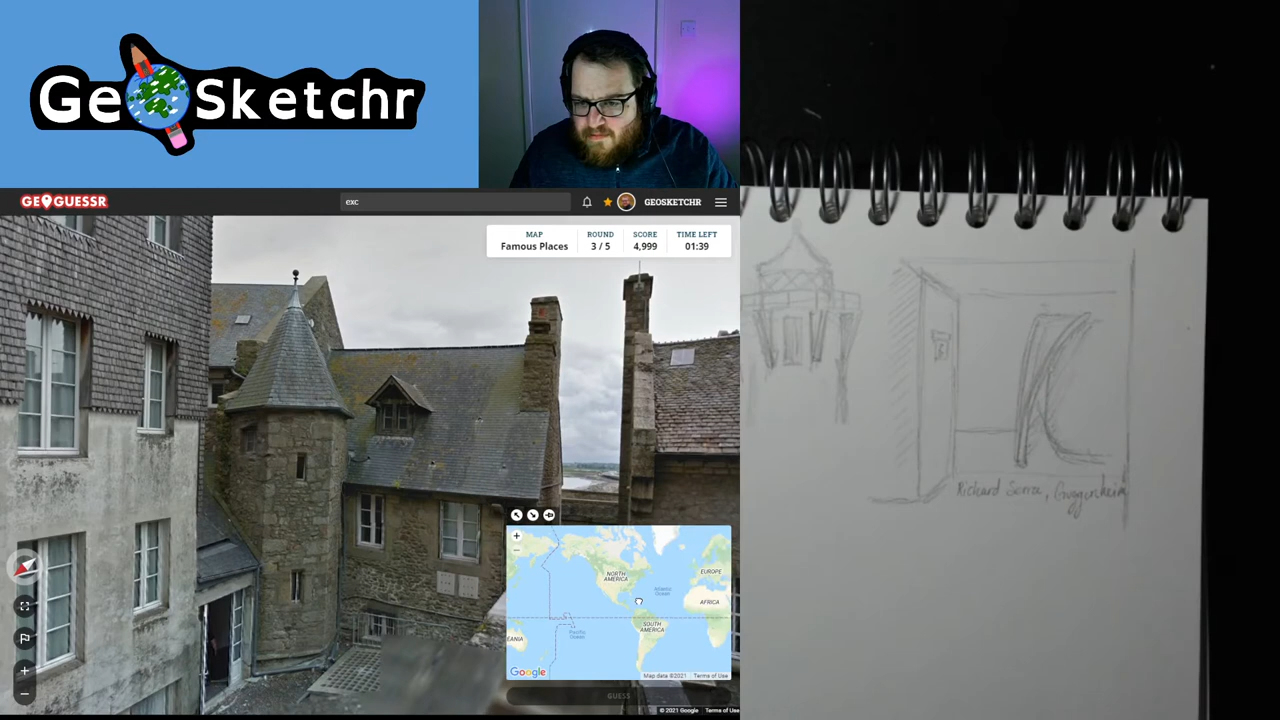 GeoSketchr
GEOGUESSR
exc
GEOSKETCHR
MAP
Famous Places
ROUND
3 / 5
SCORE
4,999
TIME LEFT
01:39
NORTH
AMERICA
EUROPE
Atlantic
Ocean
AFRICA
SOUTH
AMERICA
Pacific
Ocean
EANIA
Google
Map data ©2021
Terms of Use
GUESS
© 2021 Google
Terms of Use
Richard Serra, Guggenheim